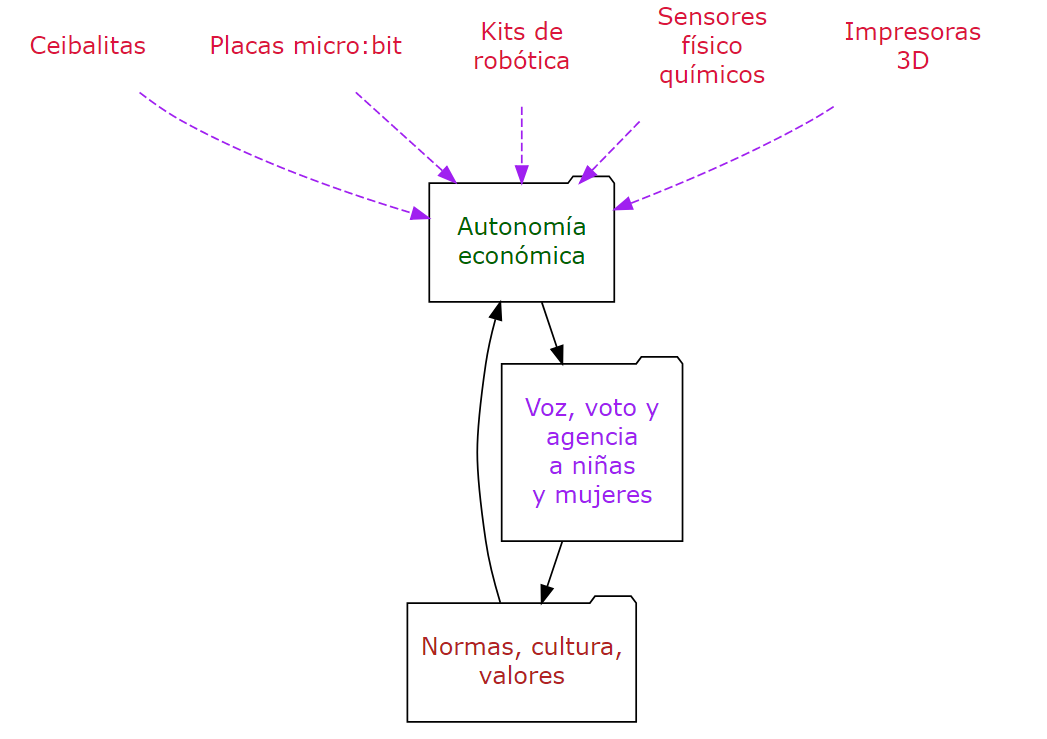 Ceibalitas
Placas micro:bit
Kits de
robótica
Sensores
físico
químicos
Impresoras
3D
Autonomía
económica
Voz, voto y
agencia
a niñas
y mujeres
Normas, cultura,
valores